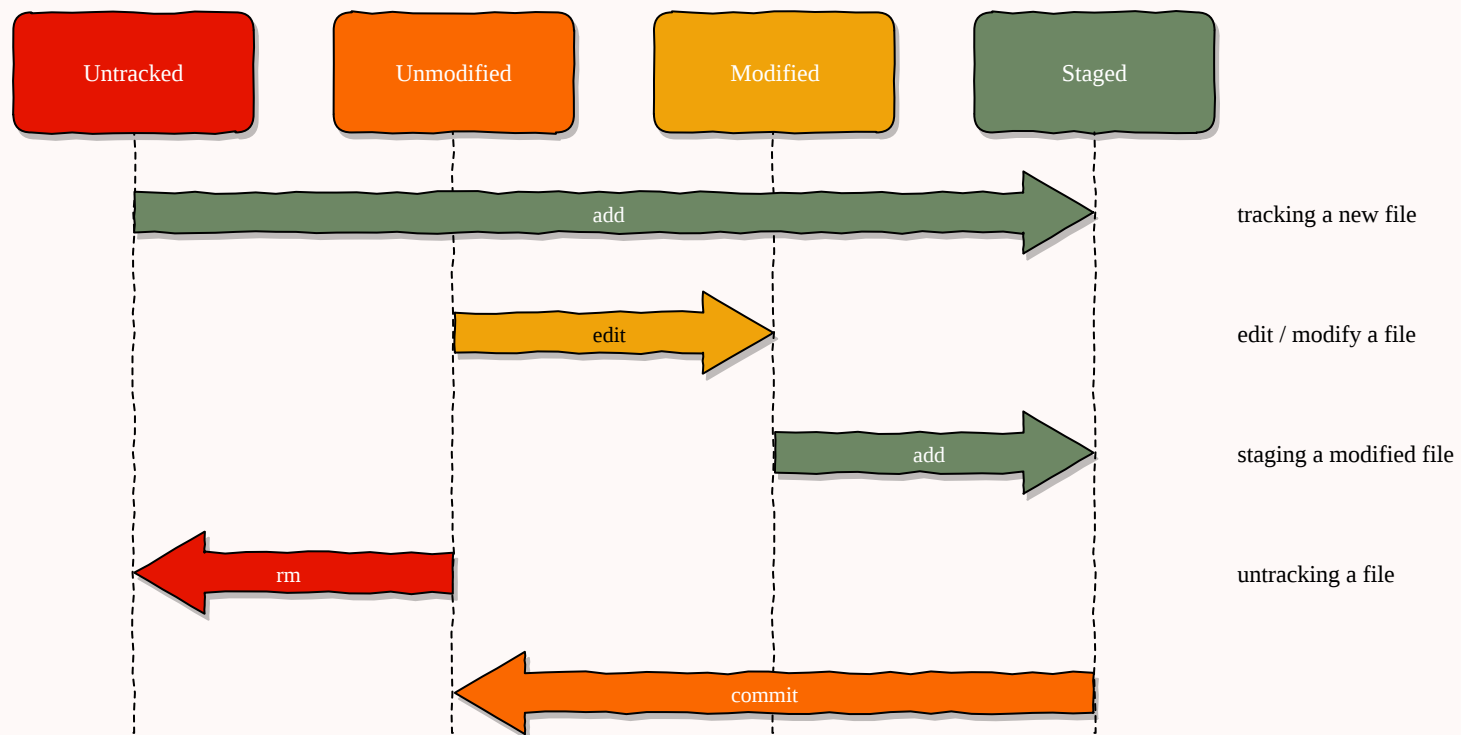 Untracked
Unmodified
Modified
Staged
add
tracking a new file
edit
edit / modify a file
add
staging a modified file
rm
untracking a file
commit